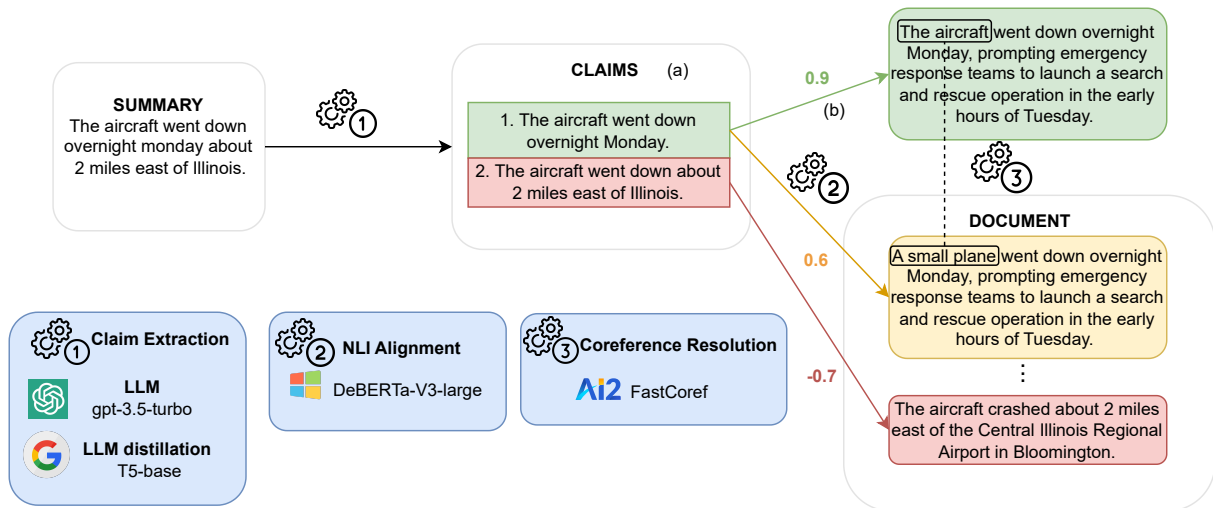 SUMMARY
The aircraft went down
overnight monday about
2 miles east of Illinois.
1
CLAIMS (a)
1. The aircraft went down
overnight Monday.
2. The aircraft went down about
2 miles east of Illinois.
0.9
(b)
2
0.6
-0.7
The aircraft went down overnight
Monday, prompting emergency
response teams to launch a search
and rescue operation in the early
hours of Tuesday.
3
DOCUMENT
A small plane went down overnight
Monday, prompting emergency
response teams to launch a search
and rescue operation in the early
hours of Tuesday.
⋮
The aircraft crashed about 2 miles
east of the Central Illinois Regional
Airport in Bloomington.
1 Claim Extraction
LLM
gpt-3.5-turbo
LLM distillation
T5-base
2 NLI Alignment
DeBERTa-V3-large
3 Coreference Resolution
Ai2 FastCoref